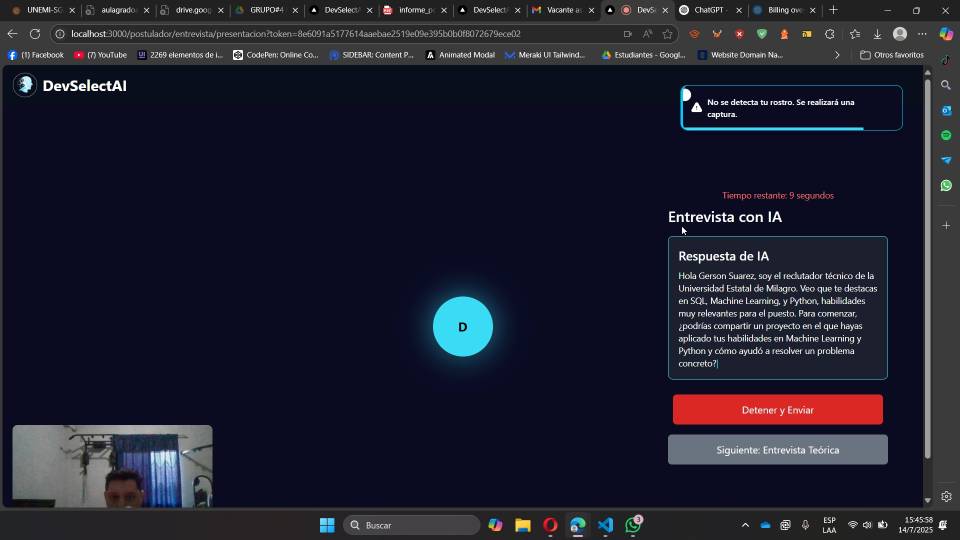 UNEMI-SG
aulagrado
drive.goog
GRUPO#4
DevSelectA
informe_p
DevSelectA
Vacante as
DevS
ChatGPT -
Billing ove
localhost:3000/postulador/entrevista/presentacion?token=8e6091a5177614aaebae2519e09e395b0b0f8072679ece02
(1) Facebook
(7) YouTube
2269 elementos de i...
CodePen: Online Co...
SIDEBAR: Content P...
Animated Modal
Meraki UI Tailwind...
Estudiantes - Googl...
Website Domain Na...
Otros favoritos
DevSelectAI
No se detecta tu rostro. Se realizará una
captura.
Tiempo restante: 9 segundos
Entrevista con IA
Respuesta de IA
Hola Gerson Suarez, soy el reclutador técnico de la
Universidad Estatal de Milagro. Veo que te destacas
en SQL, Machine Learning, y Python, habilidades
muy relevantes para el puesto. Para comenzar,
¿podrías compartir un proyecto en el que hayas
aplicado tus habilidades en Machine Learning y
Python y cómo ayudó a resolver un problema
concreto?
D
Detener y Enviar
Siguiente: Entrevista Teórica
Buscar
3
ESP
LAA
15:45:58
14/7/2025